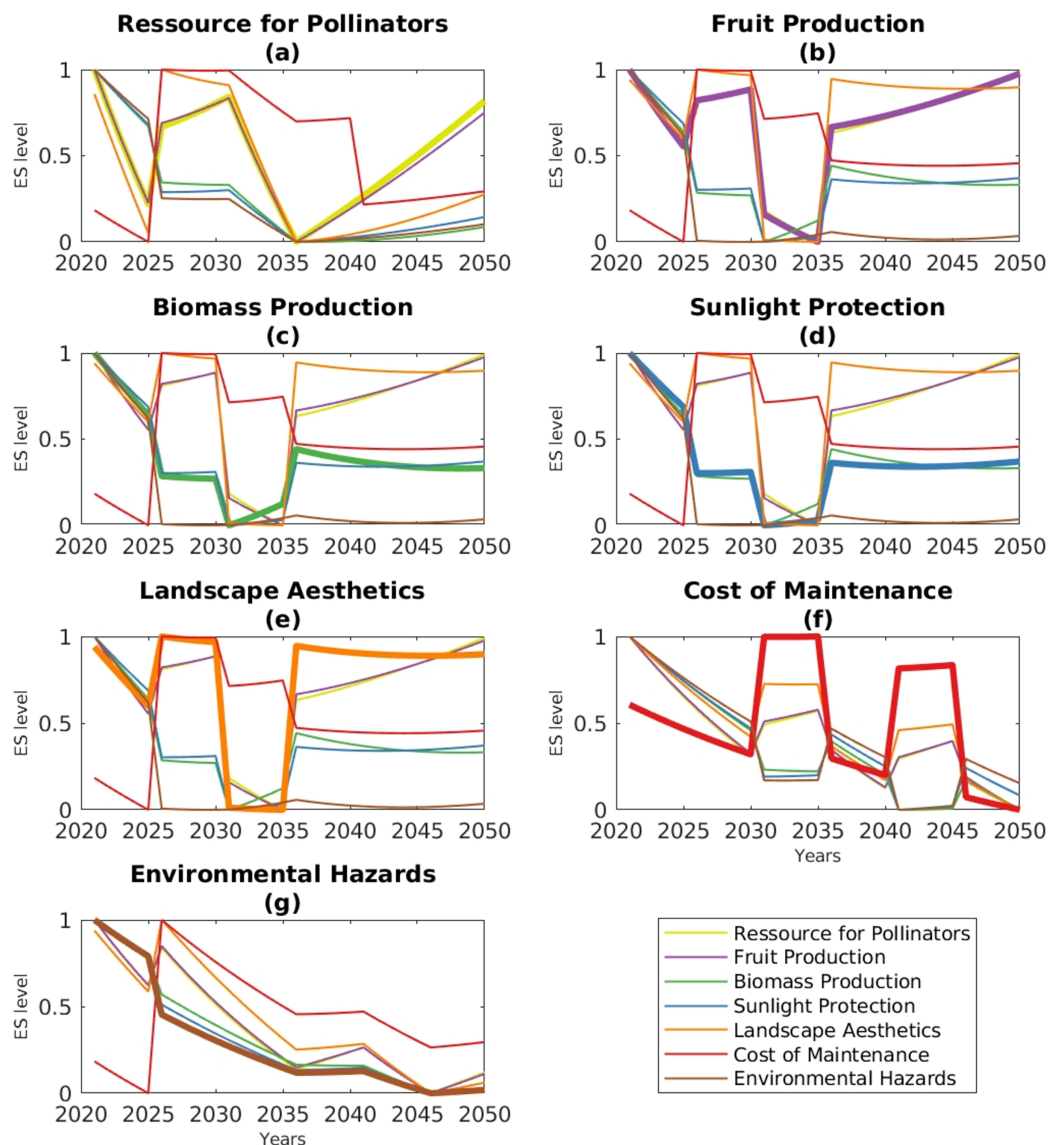 Ressource for Pollinators
(a)
1
0.5
0
ES level
2020 2025 2030 2035 2040 2045 2050
Fruit Production
(b)
1
0.5
0
ES level
2020 2025 2030 2035 2040 2045 2050
Biomass Production
(c)
1
0.5
0
ES level
2020 2025 2030 2035 2040 2045 2050
Sunlight Protection
(d)
1
0.5
0
ES level
2020 2025 2030 2035 2040 2045 2050
Landscape Aesthetics
(e)
1
0.5
0
ES level
2020 2025 2030 2035 2040 2045 2050
Cost of Maintenance
(f)
1
0.5
0
ES level
2020 2025 2030 2035 2040 2045 2050
Years
Environmental Hazards
(g)
1
0.5
0
ES level
2020 2025 2030 2035 2040 2045 2050
Years
Ressource for Pollinators
Fruit Production
Biomass Production
Sunlight Protection
Landscape Aesthetics
Cost of Maintenance
Environmental Hazards